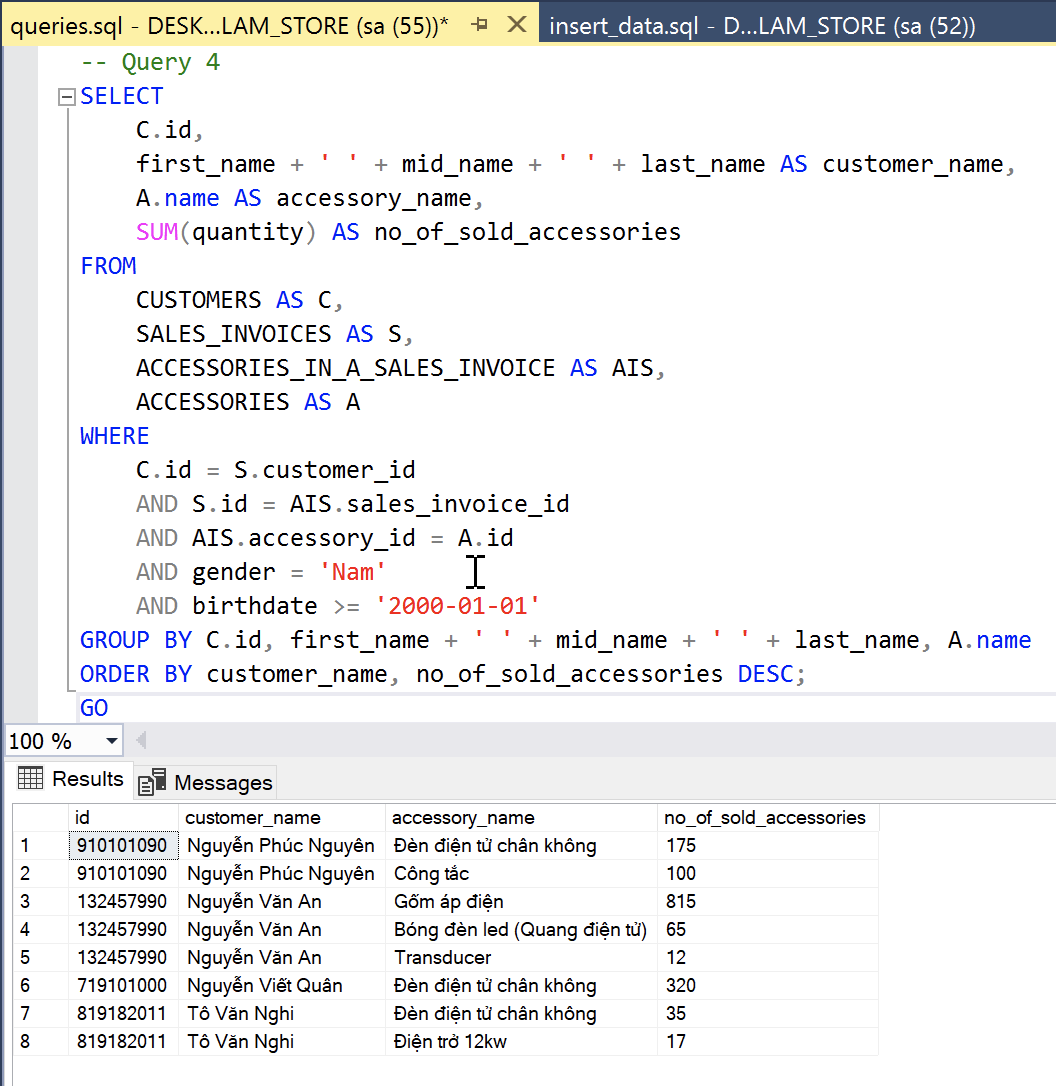 queries.sql - DESK...LAM_STORE (sa (55))* insert_data.sql - D...LAM_STORE (sa (52))
-- Query 4
SELECT
C.id,
first_name + ' ' + mid_name + ' ' + last_name AS customer_name,
A.name AS accessory_name,
SUM(quantity) AS no_of_sold_accessories
FROM
CUSTOMERS AS C,
SALES_INVOICES AS S,
ACCESSORIES_IN_A_SALES_INVOICE AS AIS,
ACCESSORIES AS A
WHERE
C.id = S.customer_id
AND S.id = AIS.sales_invoice_id
AND AIS.accessory_id = A.id
AND gender = 'Nam'
AND birthdate >= '2000-01-01'
GROUP BY C.id, first_name + ' ' + mid_name + ' ' + last_name, A.name
ORDER BY customer_name, no_of_sold_accessories DESC;
GO
100 %
Results Messages
id customer_name accessory_name no_of_sold_accessories
1 910101090 Nguyễn Phúc Nguyên Đèn điện tử chân không 175
2 910101090 Nguyễn Phúc Nguyên Công tắc 100
3 132457990 Nguyễn Văn An Gốm áp điện 815
4 132457990 Nguyễn Văn An Bóng đèn led (Quang điện tử) 65
5 132457990 Nguyễn Văn An Transducer 12
6 719101000 Nguyễn Viết Quân Đèn điện tử chân không 320
7 819182011 Tô Văn Nghi Đèn điện tử chân không 35
8 819182011 Tô Văn Nghi Điện trở 12kw 17